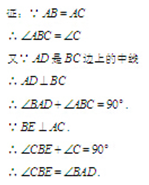 证：∵ AB = AC
∴ ∠ABC = ∠C
又∵ AD是BC边上的中线
∴ AD⊥BC
∴ ∠BAD + ∠ABC = 90°．
∵ BE⊥AC．
∴ ∠CBE + ∠C = 90°
∴ ∠CBE = ∠BAD．